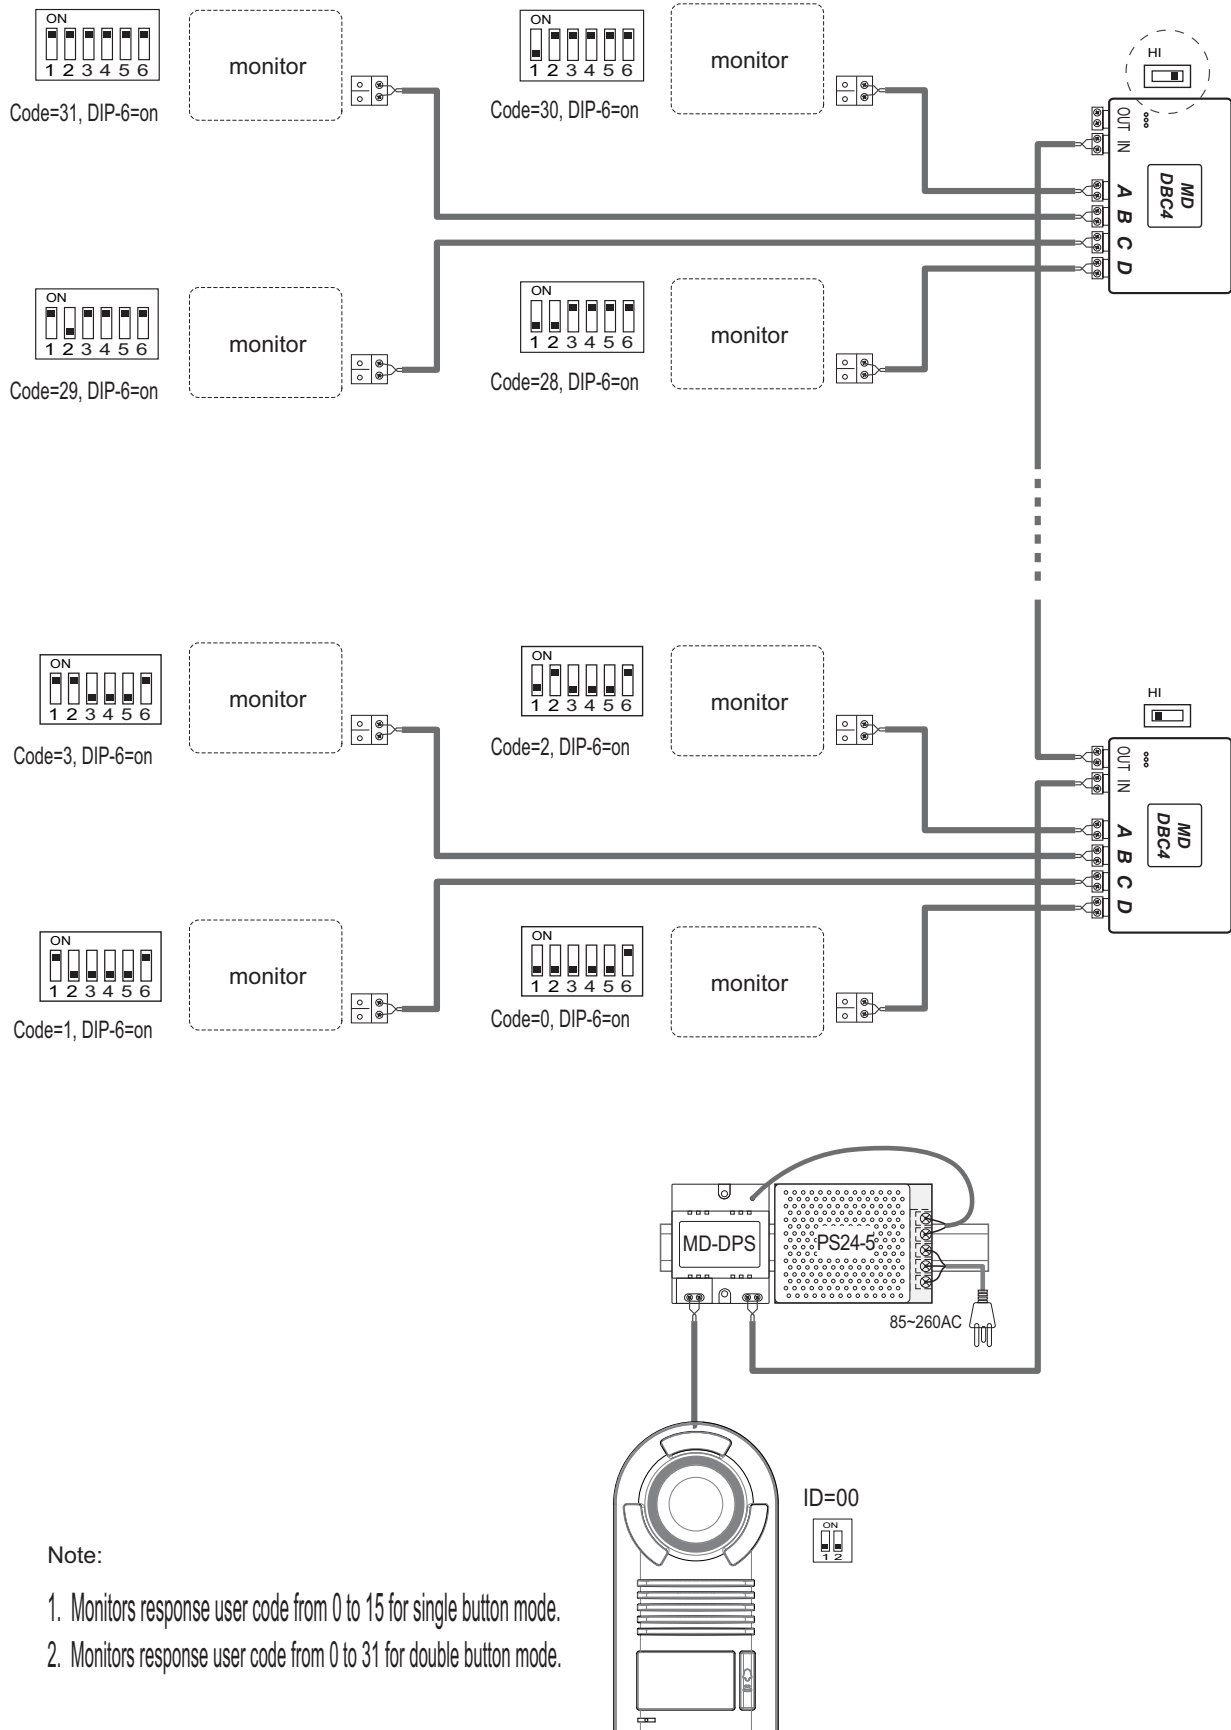 ON
1 2 3 4 5 6
Code=31, DIP-6=on
monitor
ON
1 2 3 4 5 6
Code=30, DIP-6=on
monitor
HI
OUT IN
A B C D
MD
DBC4
ON
1 2 3 4 5 6
Code=29, DIP-6=on
monitor
ON
1 2 3 4 5 6
Code=28, DIP-6=on
monitor
ON
1 2 3 4 5 6
Code=3, DIP-6=on
monitor
ON
1 2 3 4 5 6
Code=2, DIP-6=on
monitor
HI
OUT IN
A B C D
MD
DBC4
ON
1 2 3 4 5 6
Code=1, DIP-6=on
monitor
ON
1 2 3 4 5 6
Code=0, DIP-6=on
monitor
MD-DPS
PS24-5
85~260AC
ID=00
ON
1 2
Note:
1. Monitors response user code from 0 to 15 for single button mode.
2. Monitors response user code from 0 to 31 for double button mode.